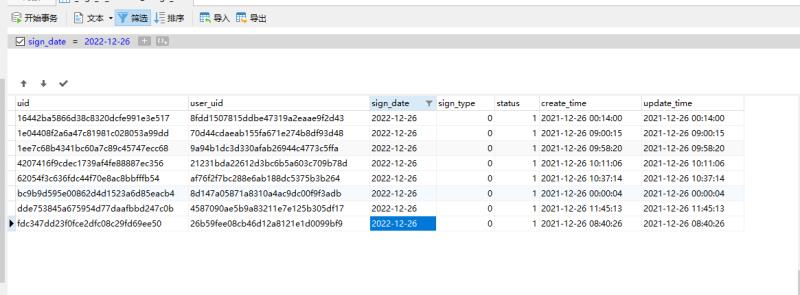 开始事务 文本 筛选 排序 导入 导出
sign_date = 2022-12-26
uid user_uid sign_date sign_type status create_time update_time
16442ba5866d38c8320dcfe991e3e517 8fdd1507815ddbe47319a2eaae9f2d43 2022-12-26 0 1 2021-12-26 00:14:00 2021-12-26 00:14:00
1e04408f2a6a47c81981c028053a99dd 70d44cdaeab155fa671e274b8df93d48 2022-12-26 0 1 2021-12-26 09:00:15 2021-12-26 09:00:15
1ee7c68b4341bc60a7c89c45747ecc68 9a94b1dc3d330afab26944c4773c5ffa 2022-12-26 0 1 2021-12-26 09:58:20 2021-12-26 09:58:20
4207416f9cdec1739af4fe88887ec356 21231bda22612d3bc6b5a603c709b78d 2022-12-26 0 1 2021-12-26 10:11:06 2021-12-26 10:11:06
62054f3c636fdc44f70e8ac8bbfffb54 af76f2f7bc288e6ab188dc5375b3b264 2022-12-26 0 1 2021-12-26 10:37:14 2021-12-26 10:37:14
bc9b9d595e00862d4d1523a6d85eacb4 8d147a05871a8310a4ac9dc00f9f3adb 2022-12-26 0 1 2021-12-26 00:00:04 2021-12-26 00:00:04
dde753845a675954d77daafbbd247c0b 4587090ae5b9a83211e7e125b305df17 2022-12-26 0 1 2021-12-26 11:45:13 2021-12-26 11:45:13
fdc347dd23f0fce2dfc08c29fd69ee50 26b59fee08cb46d12a8121e1d0099bf9 2022-12-26 0 1 2021-12-26 08:40:26 2021-12-26 08:40:26